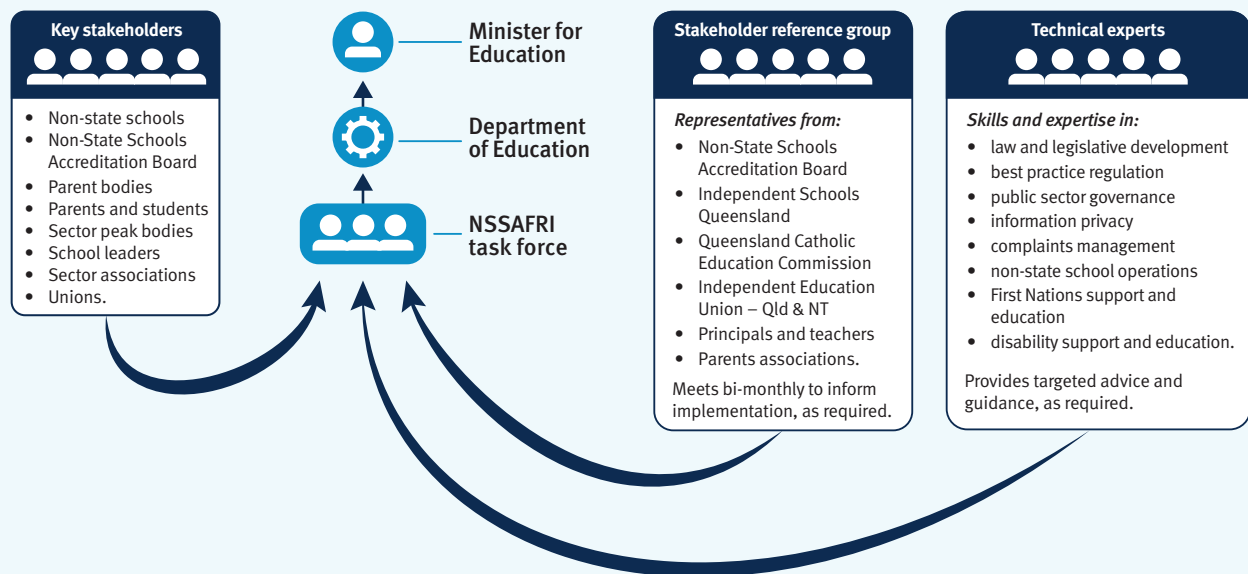 Key stakeholders
• Non-state schools
• Non-State Schools
Accreditation Board
• Parent bodies
• Parents and students
• Sector peak bodies
• School leaders
• Sector associations
• Unions.
Minister for
Education
Department
of Education
NSSAFRI
task force
Stakeholder reference group
Representatives from:
• Non-State Schools
Accreditation Board
• Independent Schools
Queensland
• Queensland Catholic
Education Commission
• Independent Education
Union – Qld & NT
• Principals and teachers
• Parents associations.
Meets bi-monthly to inform
implementation, as required.
Technical experts
Skills and expertise in:
• law and legislative development
• best practice regulation
• public sector governance
• information privacy
• complaints management
• non-state school operations
• First Nations support and
education
• disability support and education.
Provides targeted advice and
guidance, as required.